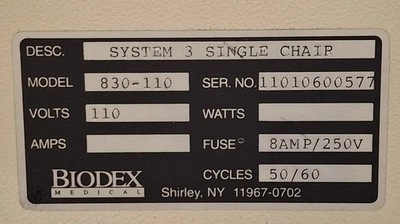 DESC. SYSTEM 3 SINGLE CHAIR
MODEL 830-110 SER. NO. 11010600577
VOLTS 110 WATTS
AMPS FUSE 8AMP/250V
BIODEX MEDICAL CYCLES 50/60
Shirley, NY 11967-0702